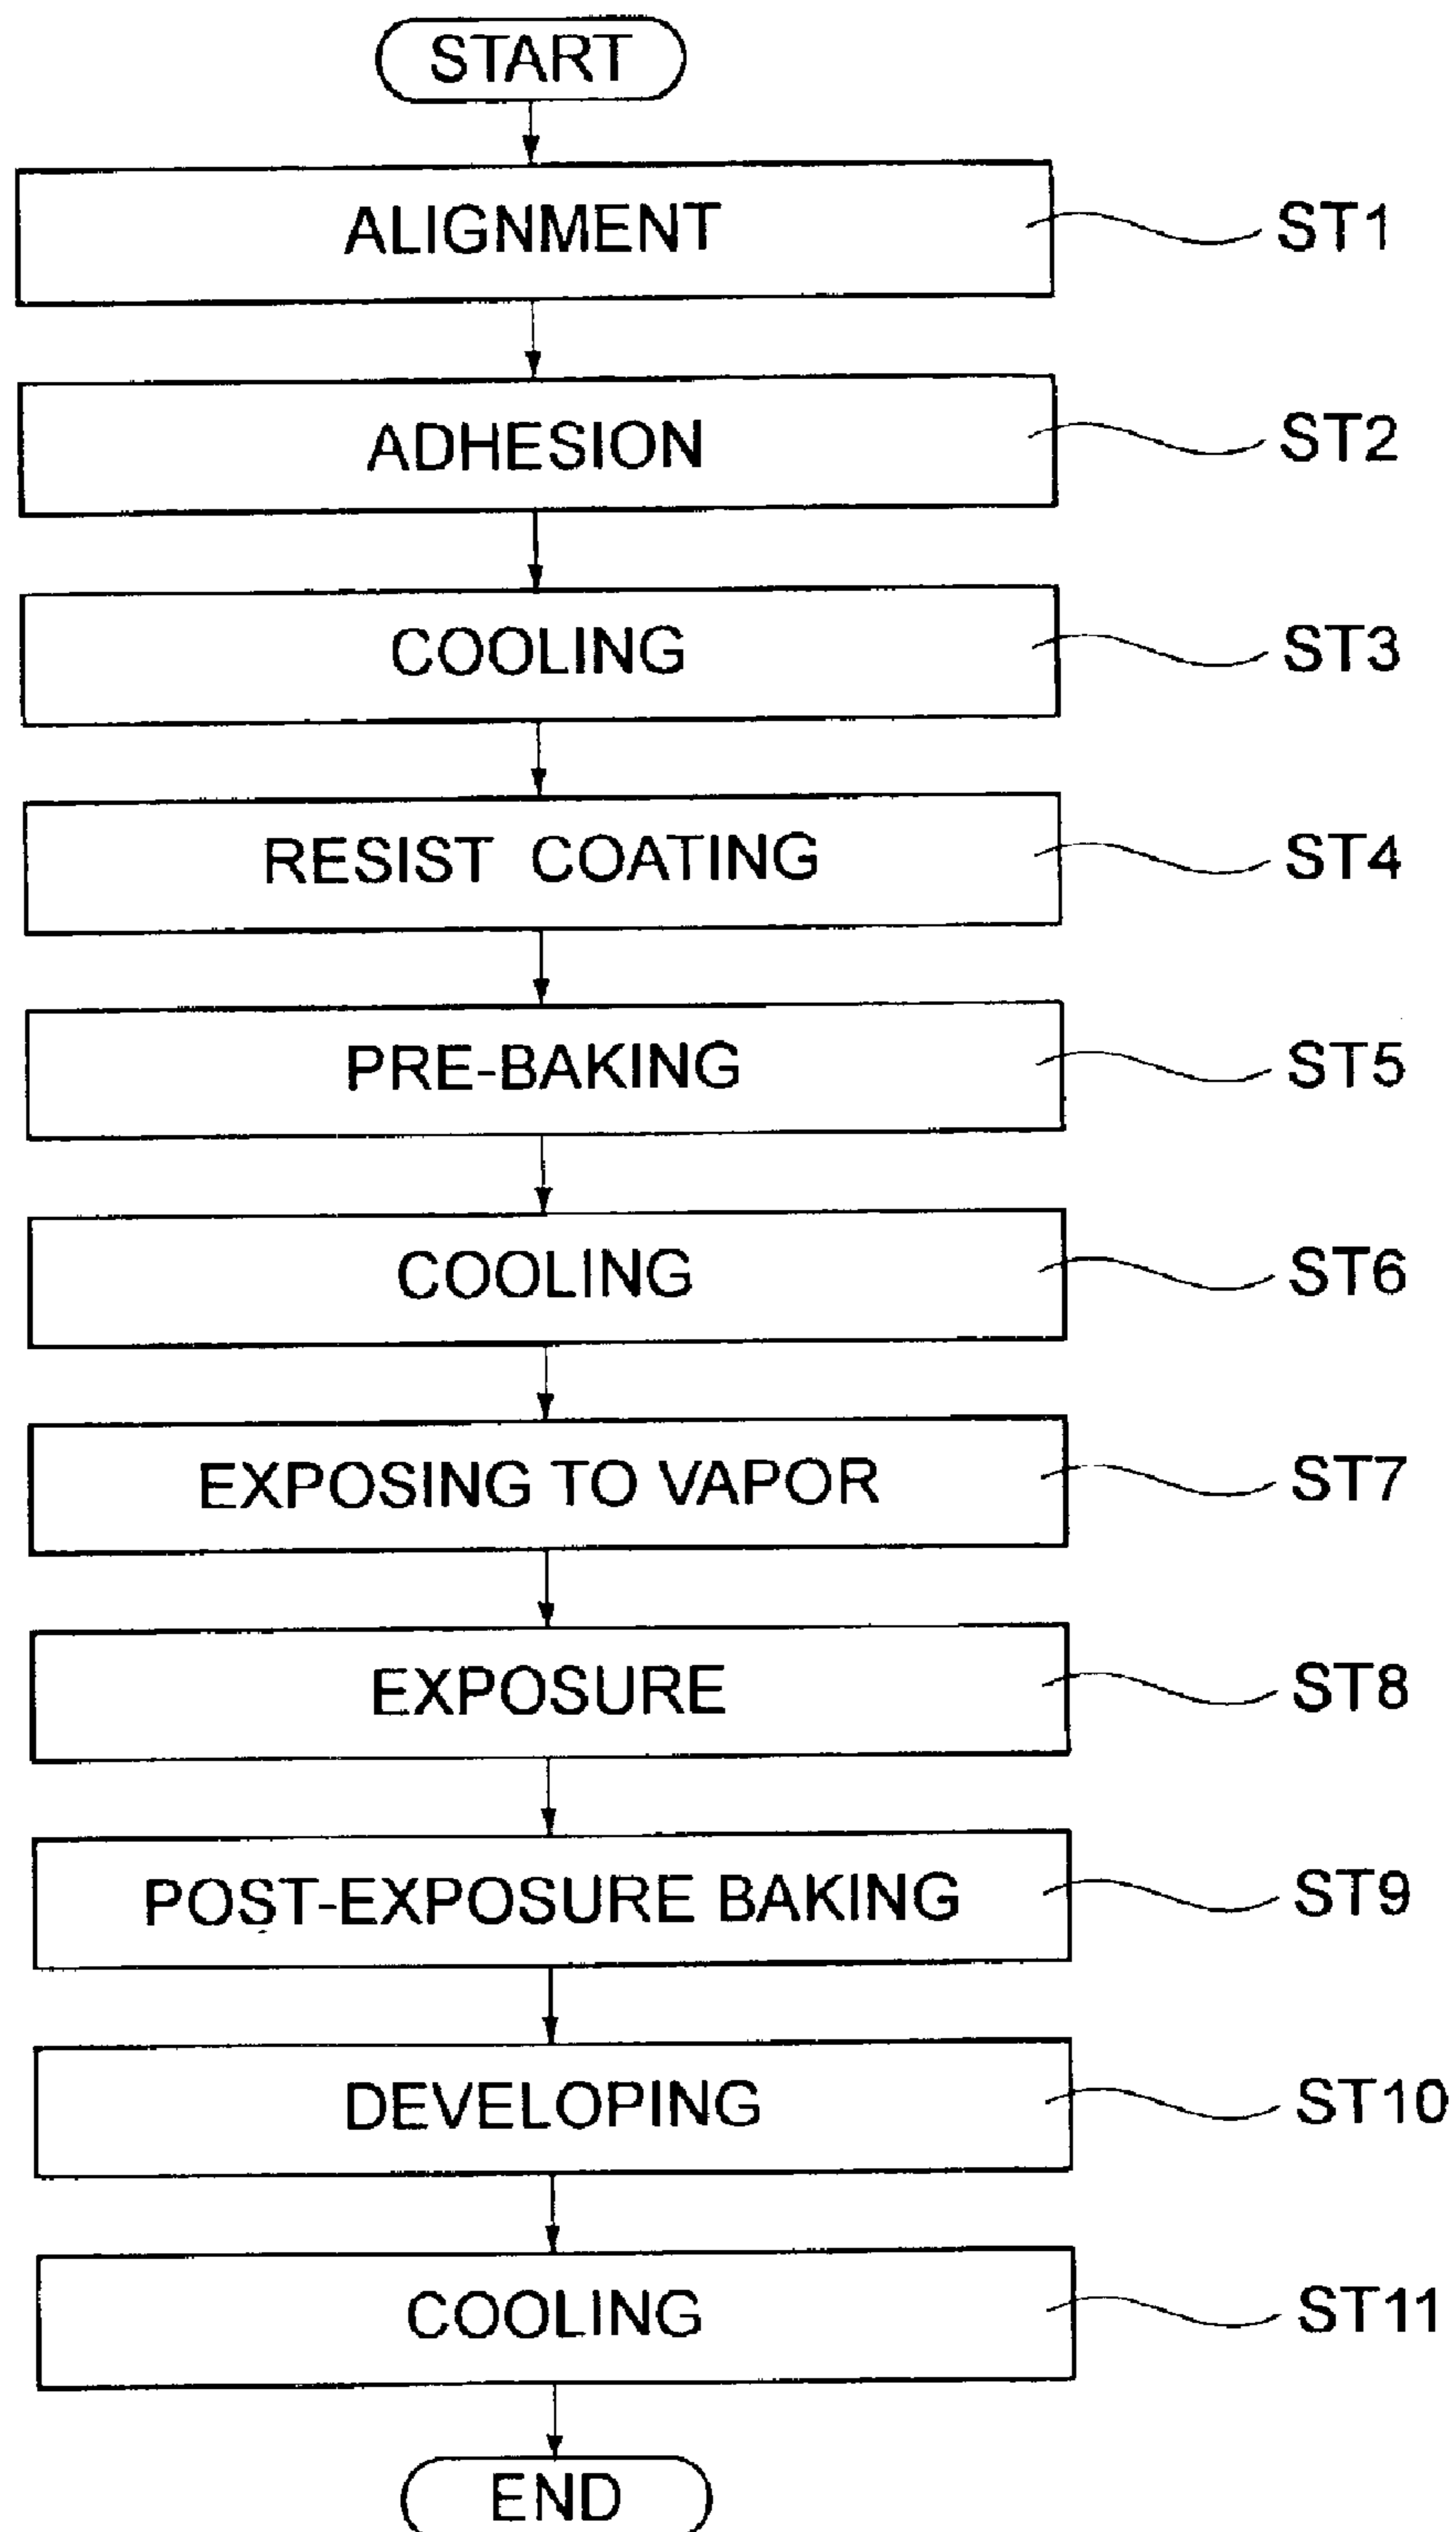 START
ALIGNMENT ST1
ADHESION ST2
COOLING ST3
RESIST COATING ST4
PRE-BAKING ST5
COOLING ST6
EXPOSING TO VAPOR ST7
EXPOSURE ST8
POST-EXPOSURE BAKING ST9
DEVELOPING ST10
COOLING ST11
END